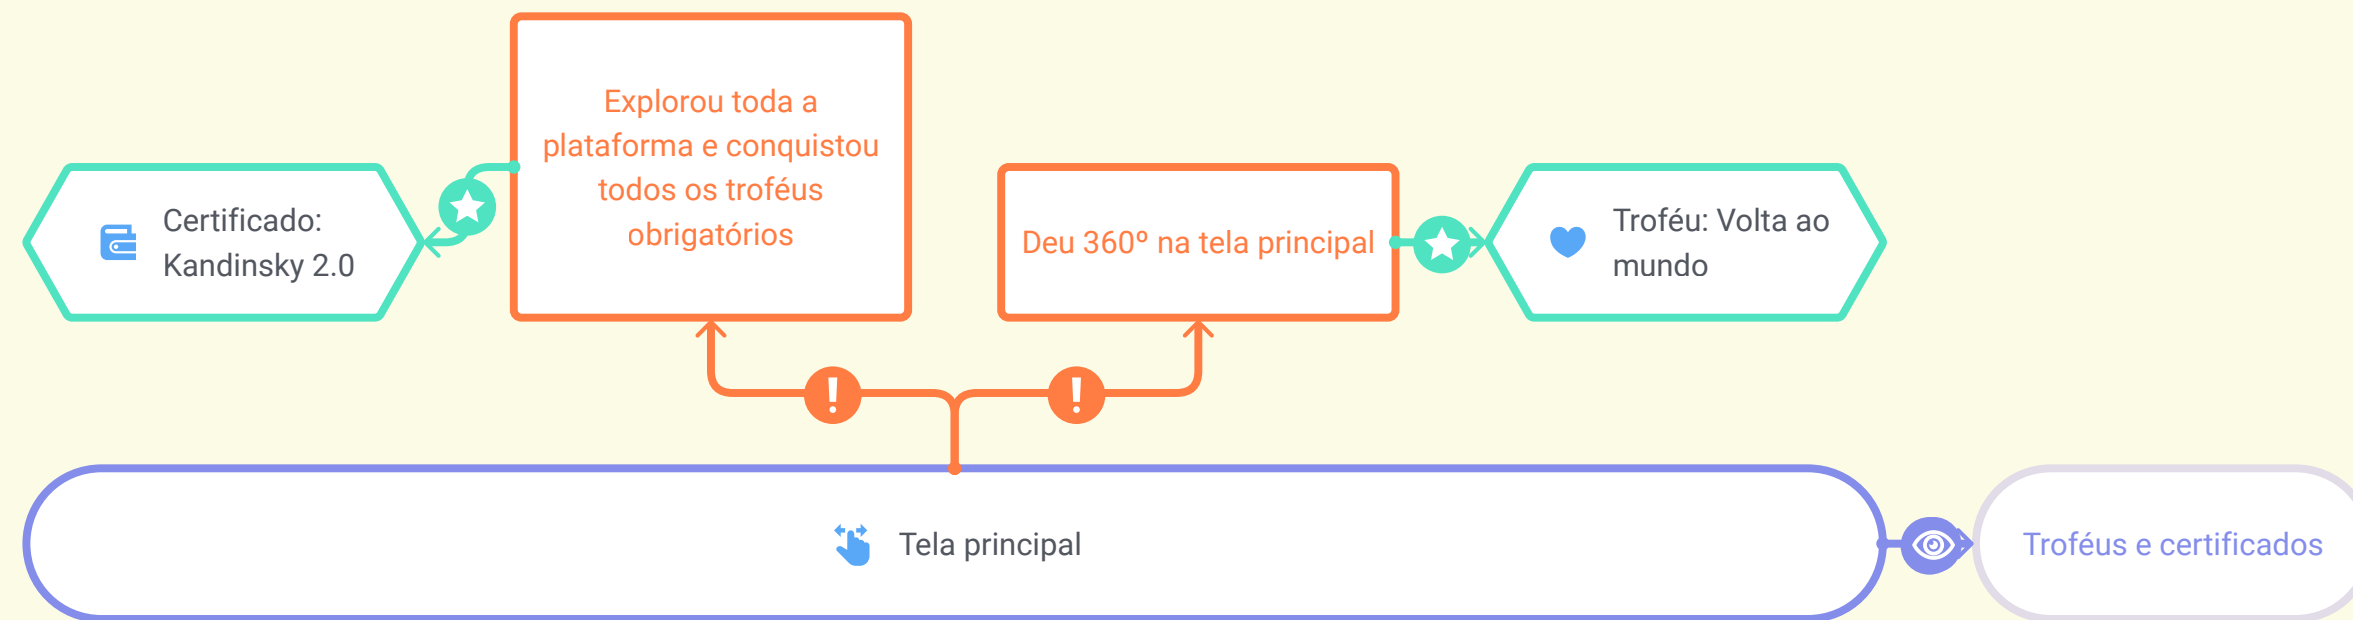 Explorou toda a
plataforma e conquistou
todos os troféus
obrigatórios
Certificado:
Kandinsky 2.0
Deu 360º na tela principal
Troféu: Volta ao
mundo
Tela principal
Troféus e certificados